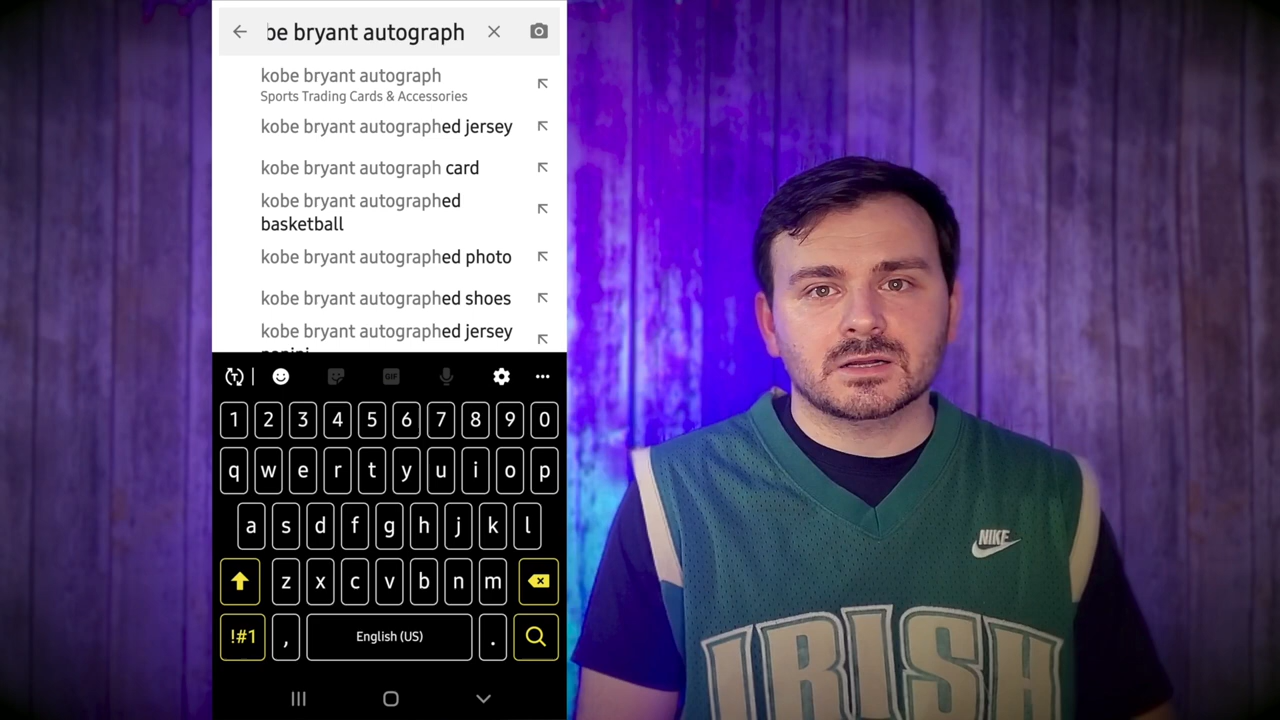 be bryant autograph
kobe bryant autograph
Sports Trading Cards & Accessories
kobe bryant autographed jersey
kobe bryant autograph card
kobe bryant autographed
basketball
kobe bryant autographed photo
kobe bryant autographed shoes
kobe bryant autographed jersey
GIF
1 2 3 4 5 6 7 8 9 0
q w e r t y u i o p
a s d f g h j k l
z x c v b n m
!#1 , English (US) .
NIKE
IRISH